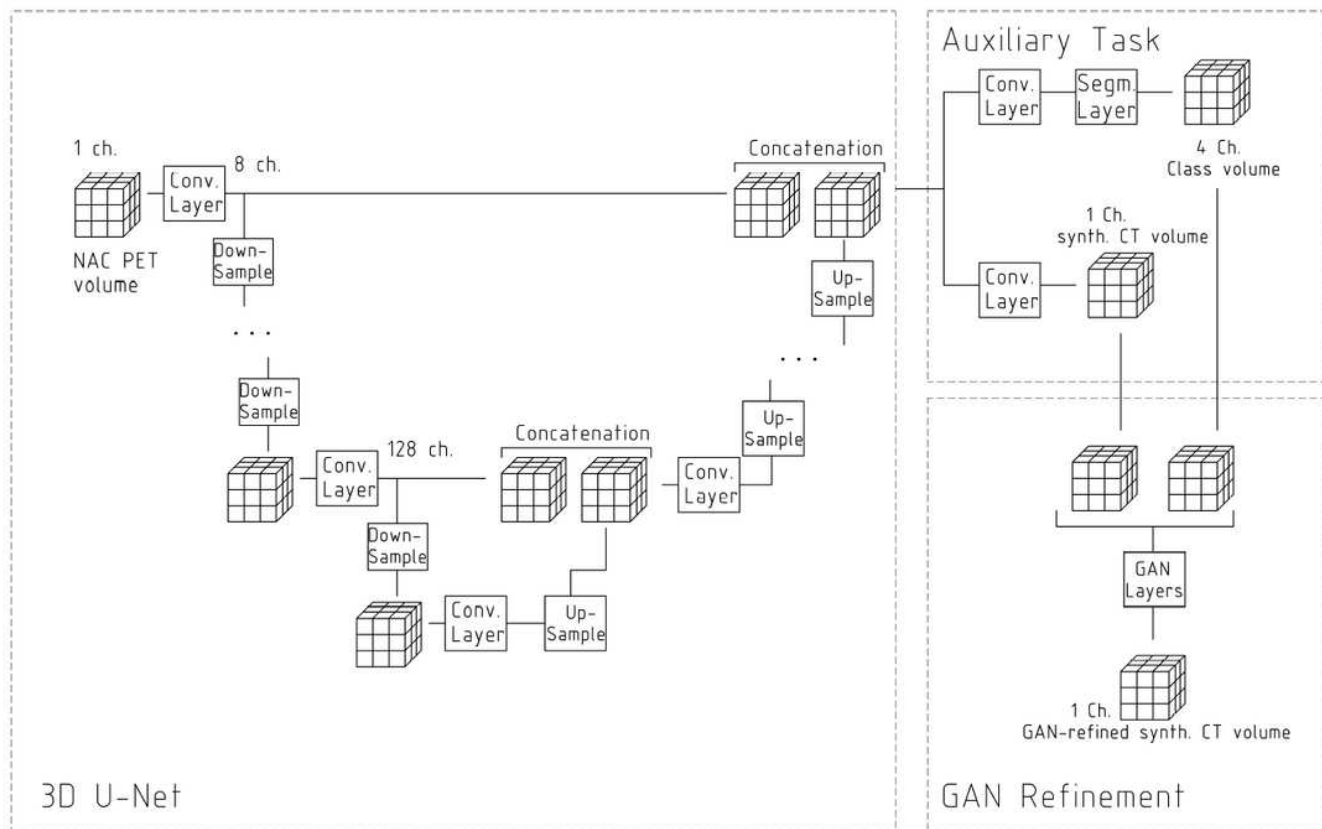 Auxiliary Task
Conv.
Layer
Segm.
Layer
4 Ch.
Class volume
1 Ch.
synth. CT volume
Conv.
Layer
1 ch.
Conv.
Layer
8 ch.
Concatenation
NAC PET
volume
Down-
Sample
Up-
Sample
...
...
Down-
Sample
Up-
Sample
Conv.
Layer
128 ch.
Concatenation
Conv.
Layer
Down-
Sample
Conv.
Layer
Up-
Sample
3D U-Net
GAN
Layers
1 Ch.
GAN-refined synth. CT volume
GAN Refinement